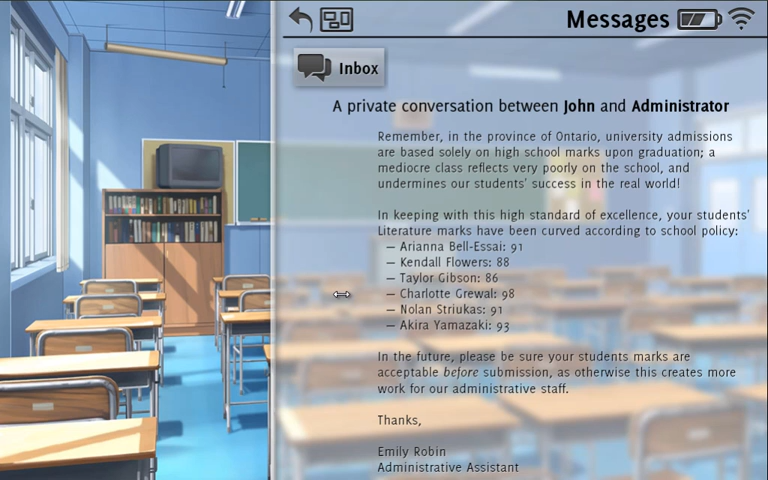 Messages
Inbox
A private conversation between John and Administrator
Remember, in the province of Ontario, university admissions
are based solely on high school marks upon graduation; a
mediocre class reflects very poorly on the school, and
undermines our students' success in the real world!
In keeping with this high standard of excellence, your students'
Literature marks have been curved according to school policy:
— Arianna Bell-Essai: 91
— Kendall Flowers: 88
— Taylor Gibson: 86
— Charlotte Grewal: 98
— Nolan Striukas: 91
— Akira Yamazaki: 93
In the future, please be sure your students marks are
acceptable before submission, as otherwise this creates more
work for our administrative staff.
Thanks,
Emily Robin
Administrative Assistant